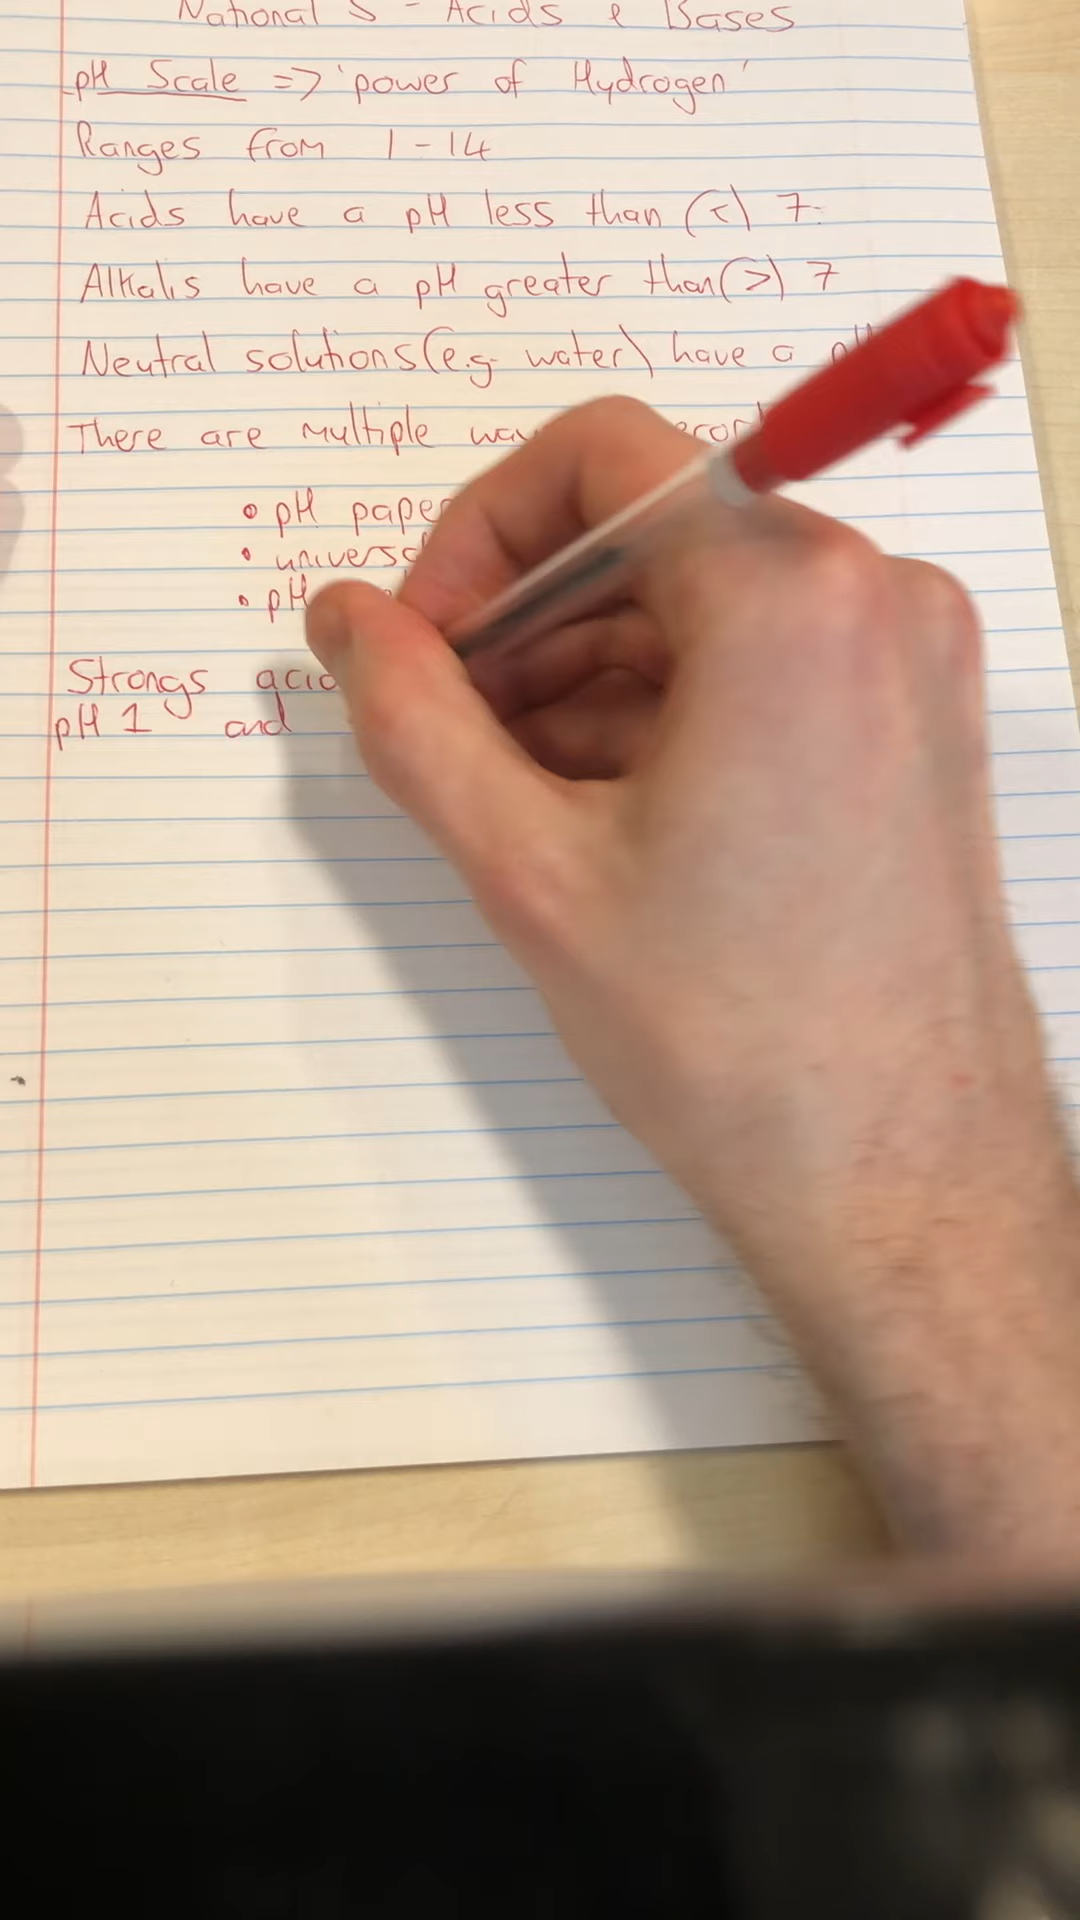 National 5 - Acids & Bases
pH Scale => 'power of Hydrogen'
Ranges from 1-14
Acids have a pH less than (<) 7.
Alkalis have a pH greater than (>) 7
Neutral solutions (e.g. water) have a
There are multiple
• pH paper
•
• pH
Strongs
pH 1 and